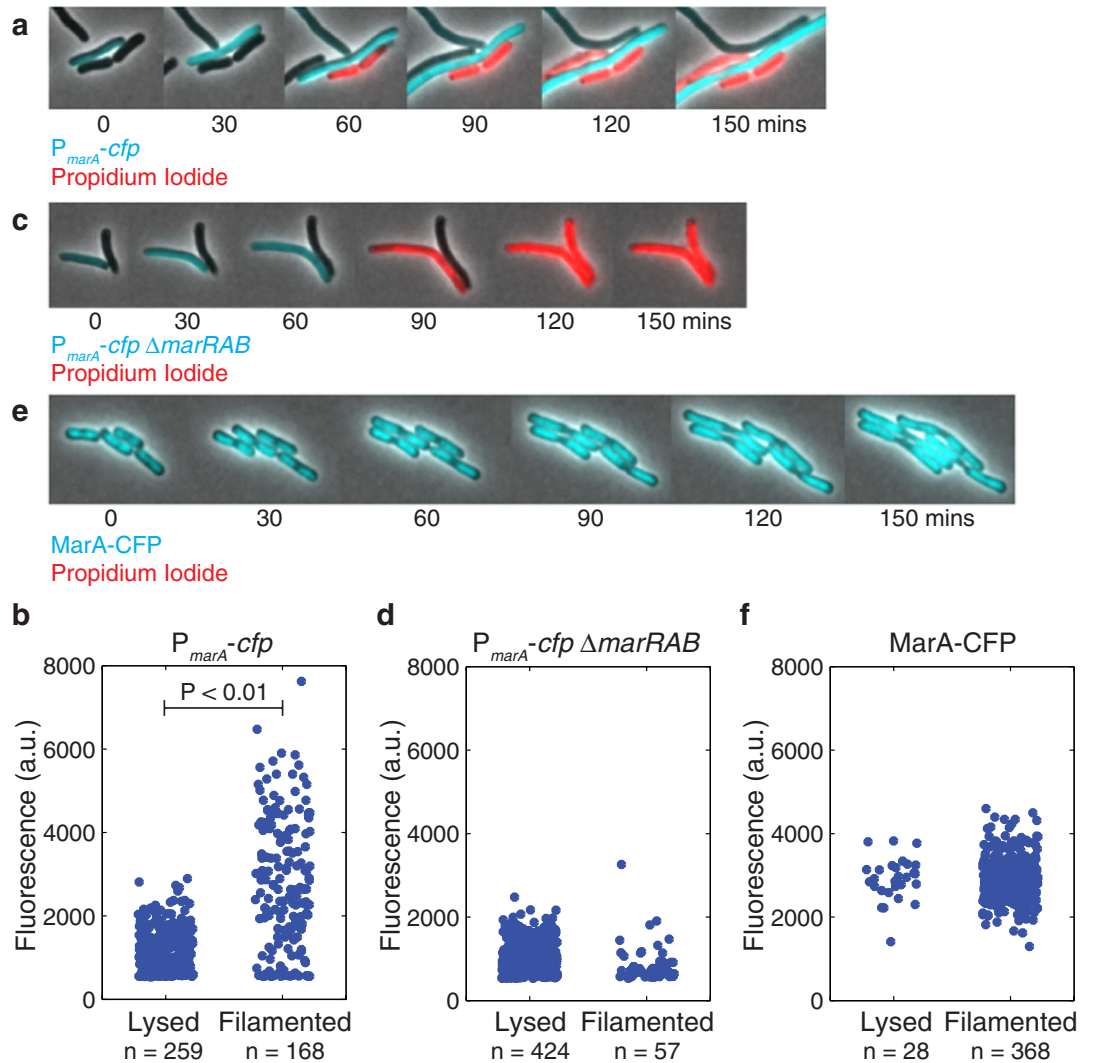 a
0 30 60 90 120 150 mins
PmarA-cfp
Propidium Iodide
c
0 30 60 90 120 150 mins
PmarA-cfp ΔmarRAB
Propidium Iodide
e
0 30 60 90 120 150 mins
MarA-CFP
Propidium Iodide
b
PmarA-cfp
P < 0.01
Fluorescence (a.u.)
8000
6000
4000
2000
0
Lysed Filamented
n = 259 n = 168
d
PmarA-cfp ΔmarRAB
Fluorescence (a.u.)
8000
6000
4000
2000
0
Lysed Filamented
n = 424 n = 57
f
MarA-CFP
Fluorescence (a.u.)
8000
6000
4000
2000
0
Lysed Filamented
n = 28 n = 368